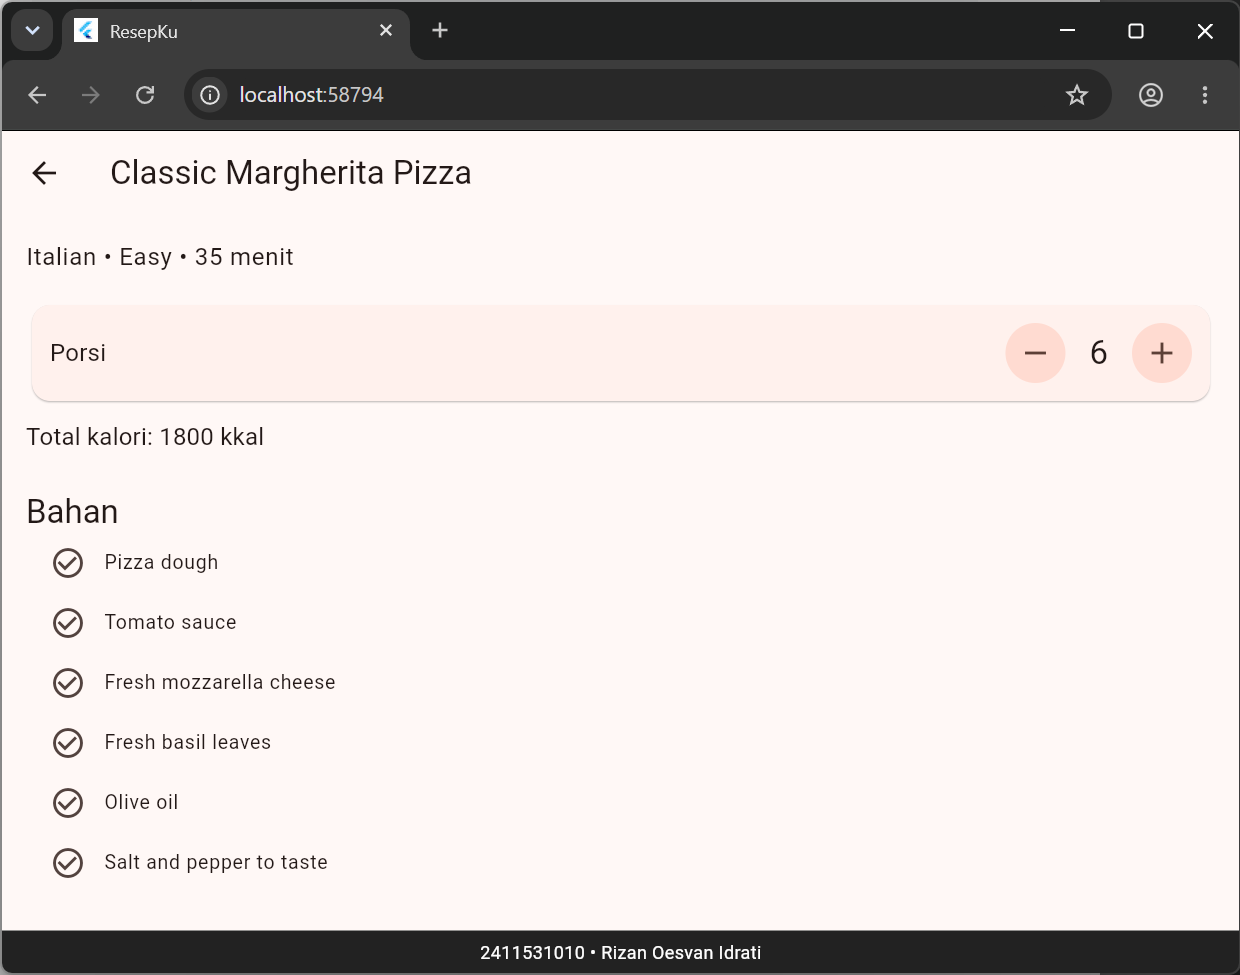 ResepKu
localhost:58794
Classic Margherita Pizza
Italian • Easy • 35 menit
Porsi
6
Total kalori: 1800 kkal
Bahan
Pizza dough
Tomato sauce
Fresh mozzarella cheese
Fresh basil leaves
Olive oil
Salt and pepper to taste
2411531010 • Rizan Oesvan Idrati